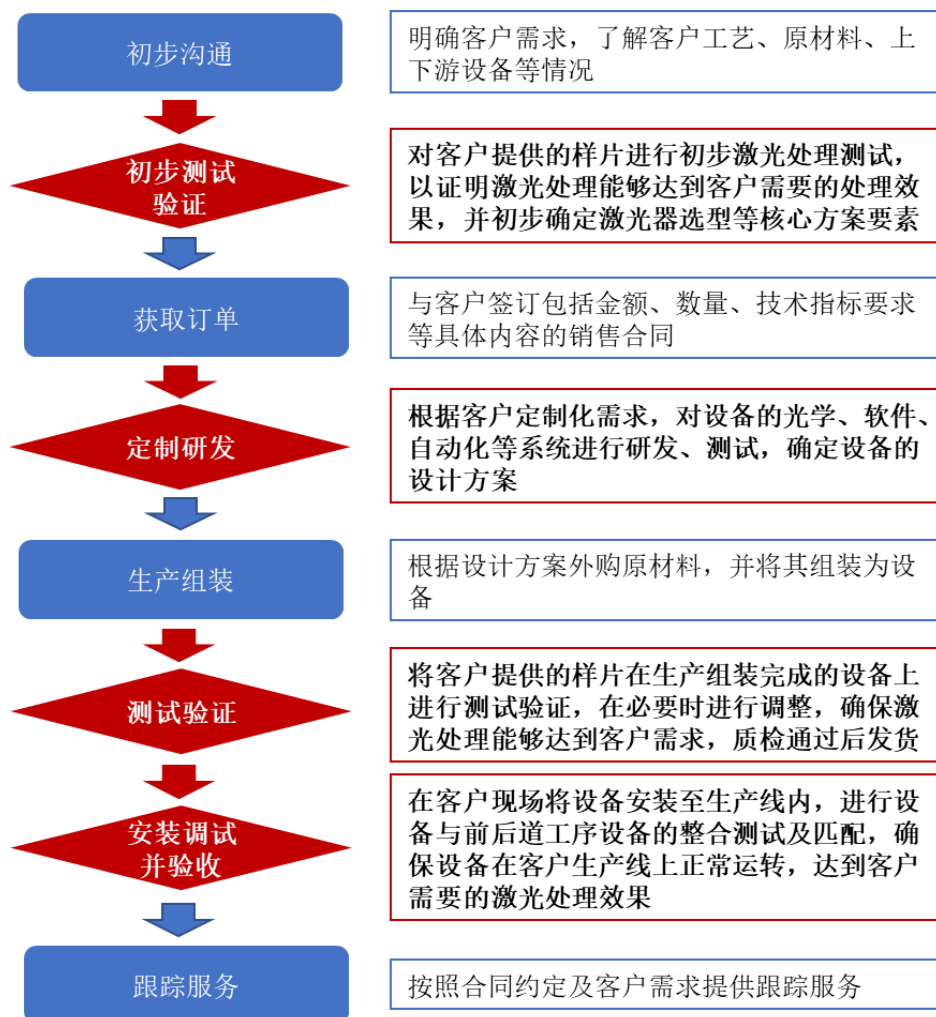 初步沟通
明确客户需求，了解客户工艺、原材料、上
下游设备等情况
初步测试
验证
对客户提供的样片进行初步激光处理测试，
以证明激光处理能够达到客户需要的处理效
果，并初步确定激光器选型等核心方案要素
获取订单
与客户签订包括金额、数量、技术指标要求
等具体内容的销售合同
定制研发
根据客户定制化需求，对设备的光学、软件、
自动化等系统进行研发、测试，确定设备的
设计方案
生产组装
根据设计方案外购原材料，并将其组装为设
备
测试验证
将客户提供的样片在生产组装完成的设备上
进行测试验证，在必要时进行调整，确保激
光处理能够达到客户需求，质检通过后发货
安装调试
并验收
在客户现场将设备安装至生产线内，进行设
备与前后道工序设备的整合测试及匹配，确
保设备在客户生产线上正常运转，达到客户
需要的激光处理效果
跟踪服务
按照合同约定及客户需求提供跟踪服务